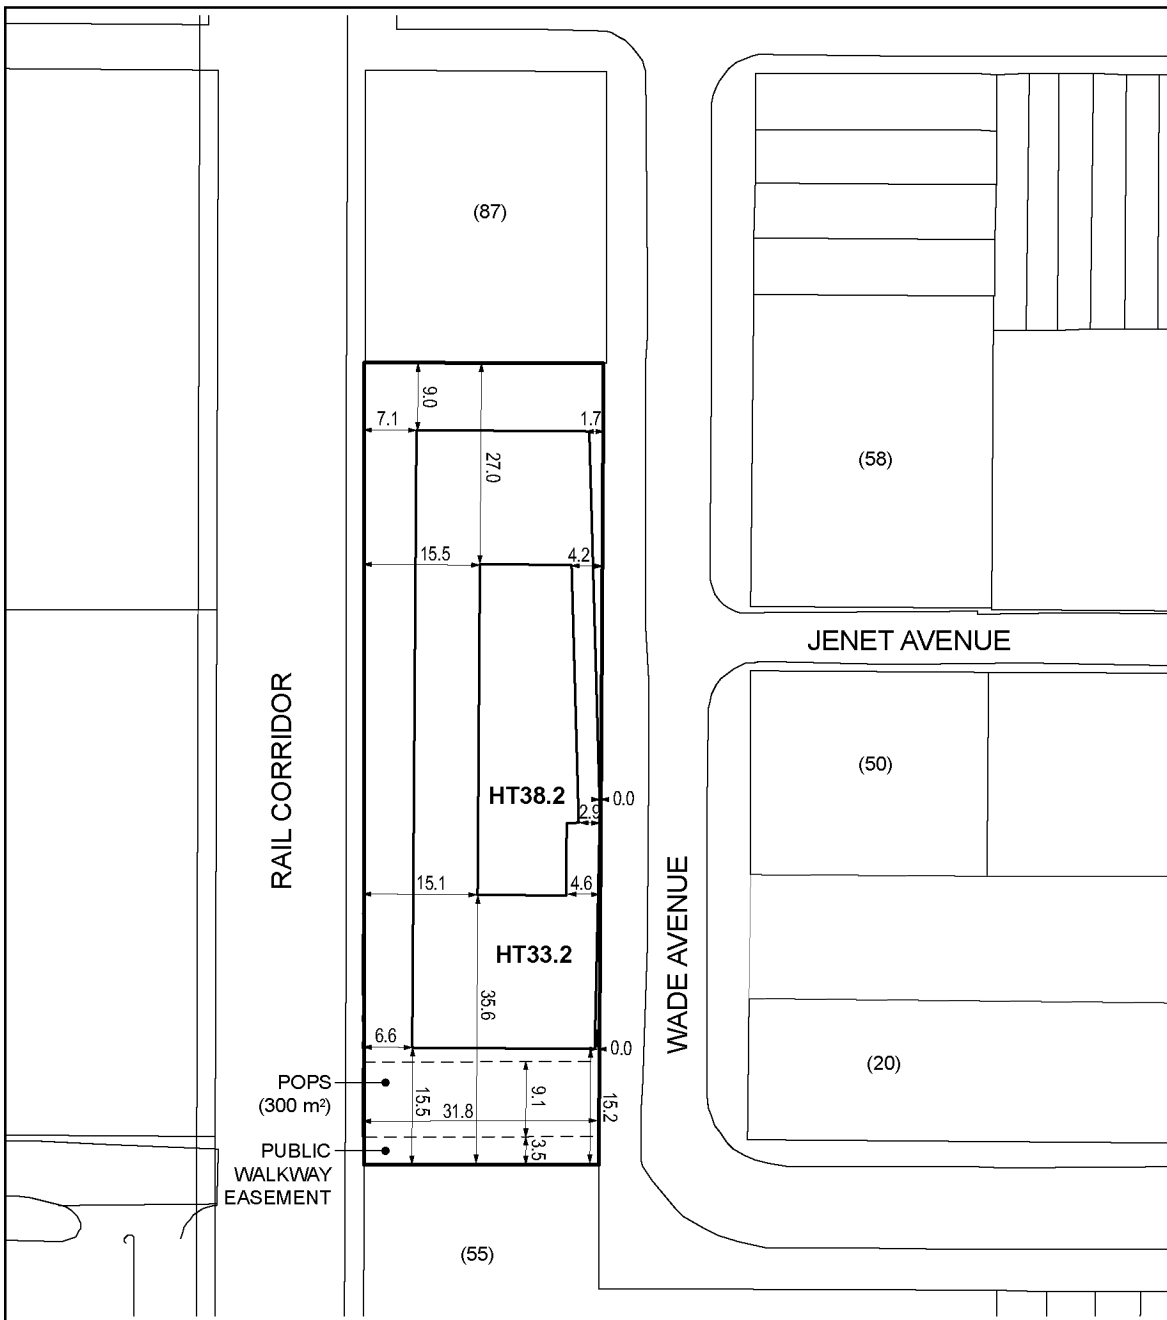 (87)
9.0
7.1
1.7
27.0
(58)
15.5
4.2
JENET AVENUE
RAIL CORRIDOR
(50)
HT38.2
0.0
2.9
15.1
4.6
WADE AVENUE
HT33.2
35.6
6.6
0.0
(20)
POPS
(300 m²)
15.5
31.8
9.1
15.2
3.5
PUBLIC
WALKWAY
EASEMENT
(55)